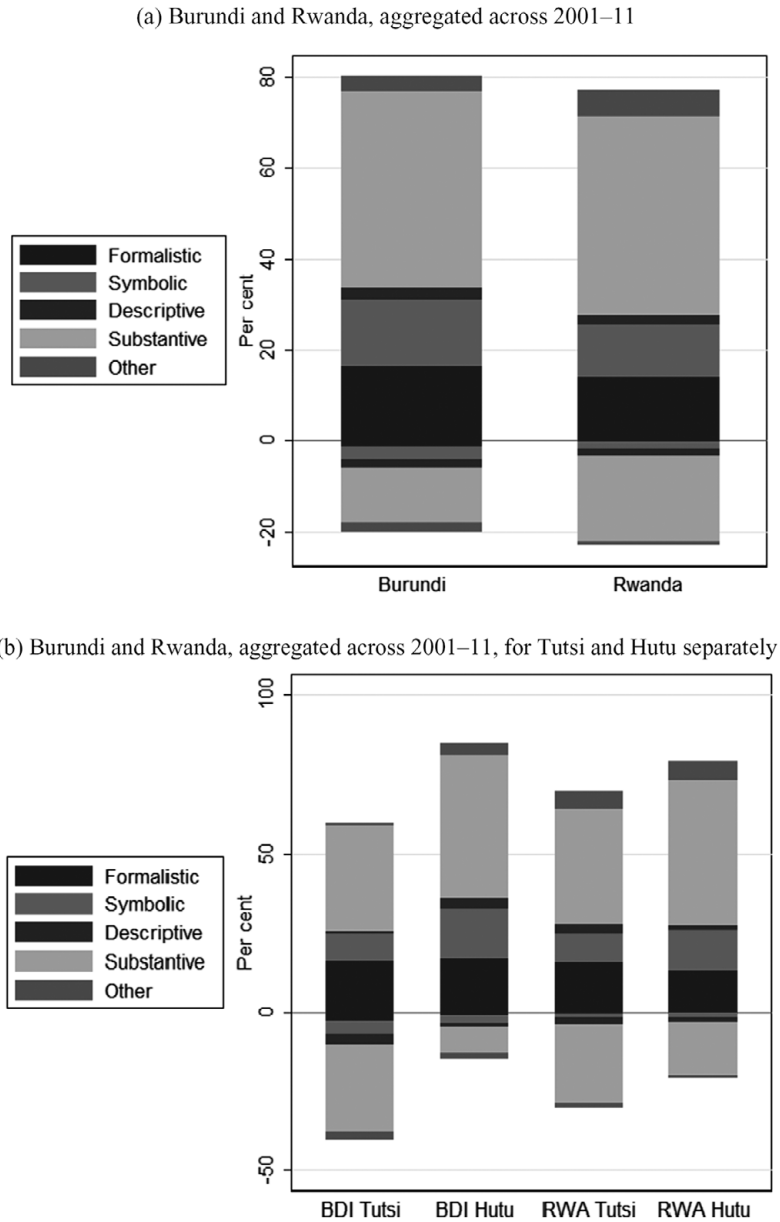 (a) Burundi and Rwanda, aggregated across 2001–11
80
60
40
20
0
-20
Per cent
Formalistic
Symbolic
Descriptive
Substantive
Other
Burundi
Rwanda
(b) Burundi and Rwanda, aggregated across 2001–11, for Tutsi and Hutu separately
100
50
0
-50
Per cent
Formalistic
Symbolic
Descriptive
Substantive
Other
BDI Tutsi
BDI Hutu
RWA Tutsi
RWA Hutu